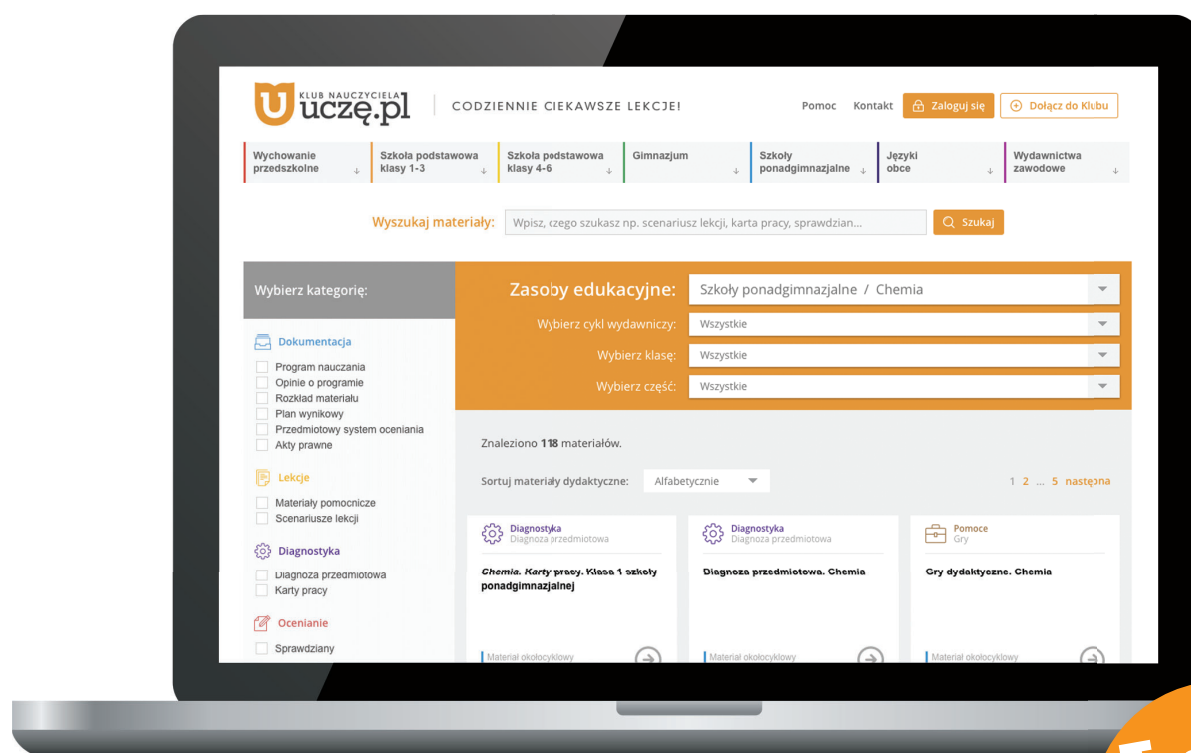 KLUB NAUCZYCIELA
uczę.pl
CODZIENNIE CIEKAWSZE LEKCJE!
Pomoc Kontakt Zaloguj się Dołącz do Klubu
Wychowanie przedszkolne
Szkoła podstawowa klasy 1-3
Szkoła podstawowa klasy 4-6
Gimnazjum
Szkoły ponadgimnazjalne
Języki obce
Wydawnictwa zawodowe
Wyszukaj materiały: Wpisz, czego szukasz np. scenariusz lekcji, karta pracy, sprawdzian... Szukaj
Wybierz kategorię:
Dokumentacja
Program nauczania
Opinie o programie
Rozkład materiału
Plan wynikowy
Przedmiotowy system oceniania
Akty prawne
Lekcje
Materiały pomocnicze
Scenariusze lekcji
Diagnostyka
Diagnoza przedmiotowa
Karty pracy
Ocenianie
Sprawdziany
Zasoby edukacyjne: Szkoły ponadgimnazjalne / Chemia
Wybierz cykl wydawniczy: Wszystkie
Wybierz klasę: Wszystkie
Wybierz część: Wszystkie
Znaleziono 118 materiałów.
Sortuj materiały dydaktyczne: Alfabetycznie
1 2 ... 5 następna
Diagnostyka
Diagnoza przedmiotowa
Chemia. Karty pracy. Klasa 1 szkoły
ponadgimnazjalnej
Materiał okołocyklowy
Diagnostyka
Diagnoza przedmiotowa
Diagnoza przedmiotowa. Chemia
Materiał okołocyklowy
Pomoce
Gry
Gry dydaktyczne. Chemia
Materiał okołocyklowy